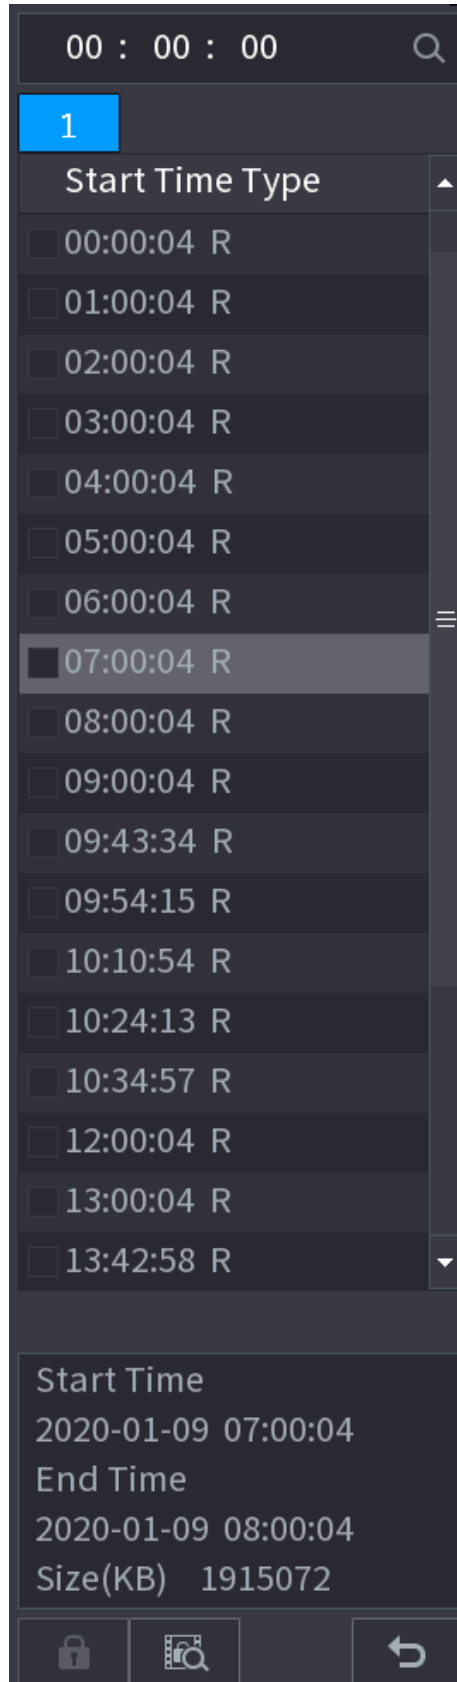 00 : 00 : 00
1
Start Time Type
00:00:04 R
01:00:04 R
02:00:04 R
03:00:04 R
04:00:04 R
05:00:04 R
06:00:04 R
07:00:04 R
08:00:04 R
09:00:04 R
09:43:34 R
09:54:15 R
10:10:54 R
10:24:13 R
10:34:57 R
12:00:04 R
13:00:04 R
13:42:58 R
Start Time
2020-01-09 07:00:04
End Time
2020-01-09 08:00:04
Size(KB) 1915072